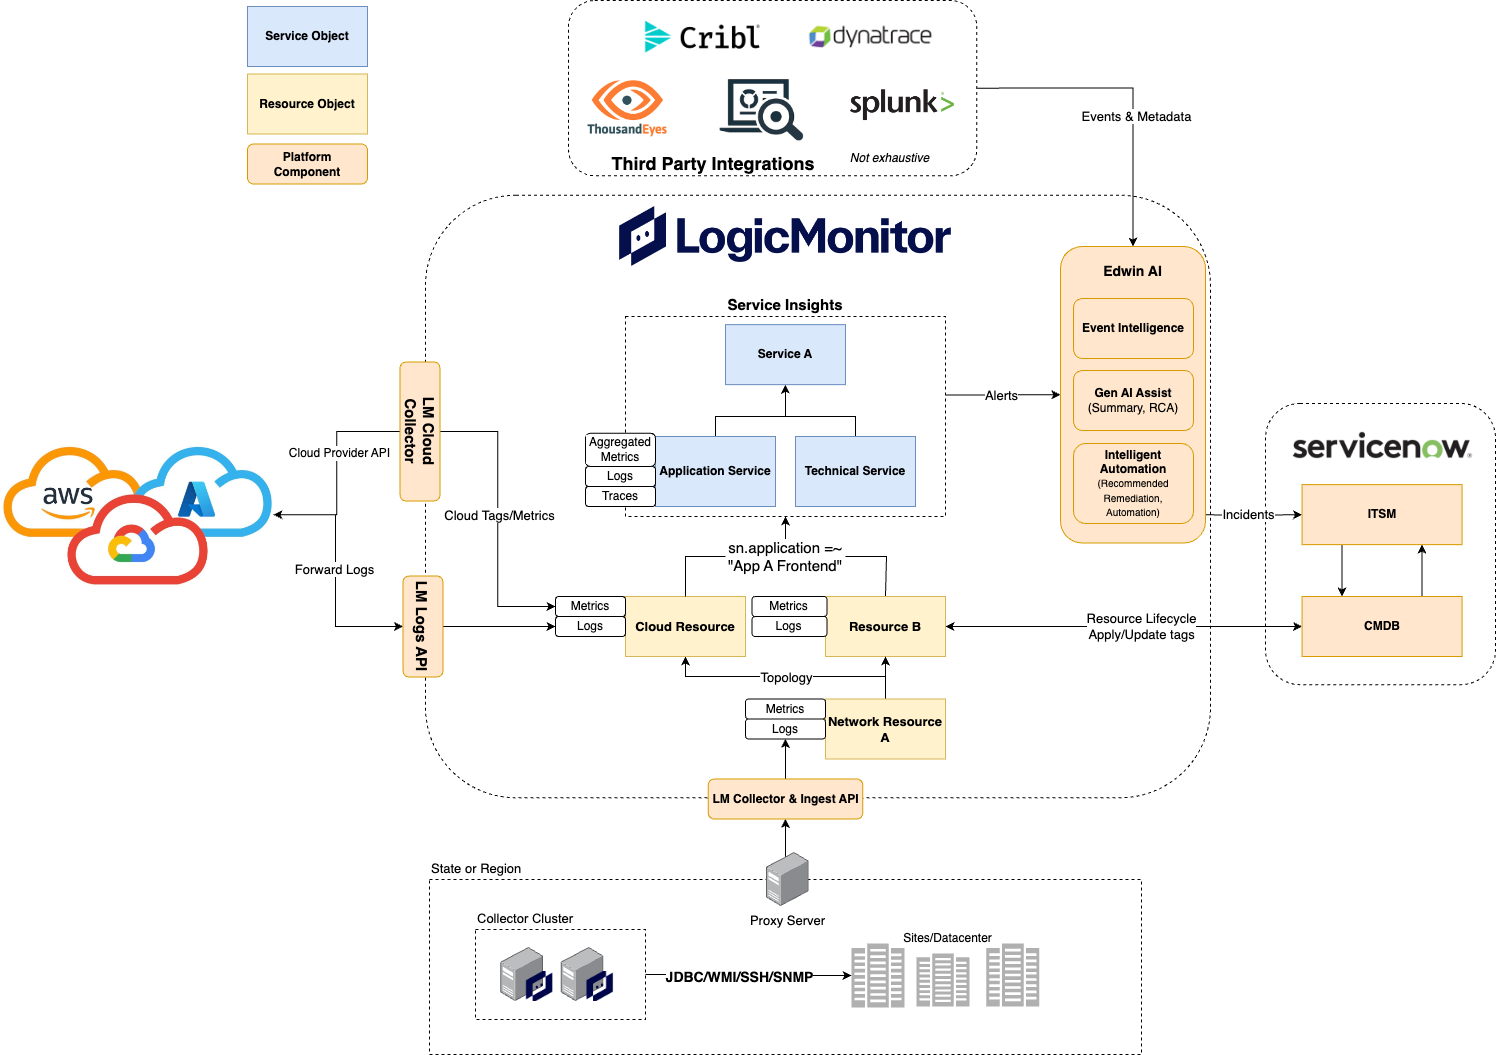 Service Object
Resource Object
Platform
Component
Cribl
dynatrace
ThousandEyes
splunk>
Third Party Integrations
Not exhaustive
Events & Metadata
LogicMonitor
Edwin AI
Event Intelligence
Gen AI Assist
(Summary, RCA)
Intelligent
Automation
(Recommended
Remediation,
Automation)
Service Insights
Service A
Alerts
Aggregated
Metrics
Logs
Traces
Application Service
Technical Service
LM Cloud
Collector
Cloud Provider API
aws
Cloud Tags/Metrics
Forward Logs
LM Logs API
sn.application =~
"App A Frontend"
Metrics
Logs
Cloud Resource
Metrics
Logs
Resource B
Topology
Metrics
Logs
Network Resource
A
Resource Lifecycle
Apply/Update tags
Incidents
servicenow
ITSM
CMDB
LM Collector & Ingest API
State or Region
Proxy Server
Collector Cluster
JDBC/WMI/SSH/SNMP
Sites/Datacenter